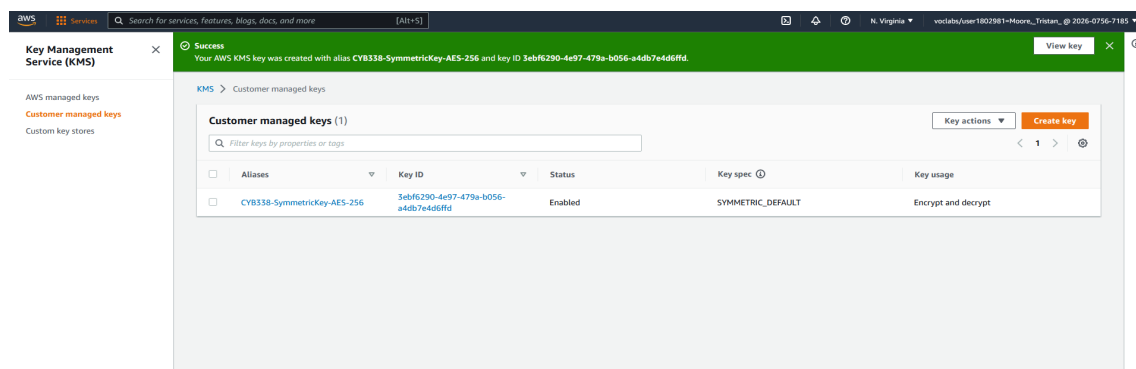 aws Services Search for services, features, blogs, docs, and more [Alt+S] N. Virginia ▼ voclabs/user1802981=Moore,_Tristan_ @ 2026-0756-7185 ▼
Key Management
Service (KMS)
AWS managed keys
Customer managed keys
Custom key stores
Success
Your AWS KMS key was created with alias CYB338-SymmetricKey-AES-256 and key ID 3ebf6290-4e97-479a-b056-a4db7e4d6ffd.
View key
KMS > Customer managed keys
Customer managed keys (1)
Key actions ▼
Create key
Filter keys by properties or tags
< 1 >
Aliases Key ID Status Key spec Key usage
CYB338-SymmetricKey-AES-256 3ebf6290-4e97-479a-b056- Enabled SYMMETRIC_DEFAULT Encrypt and decrypt
a4db7e4d6ffd